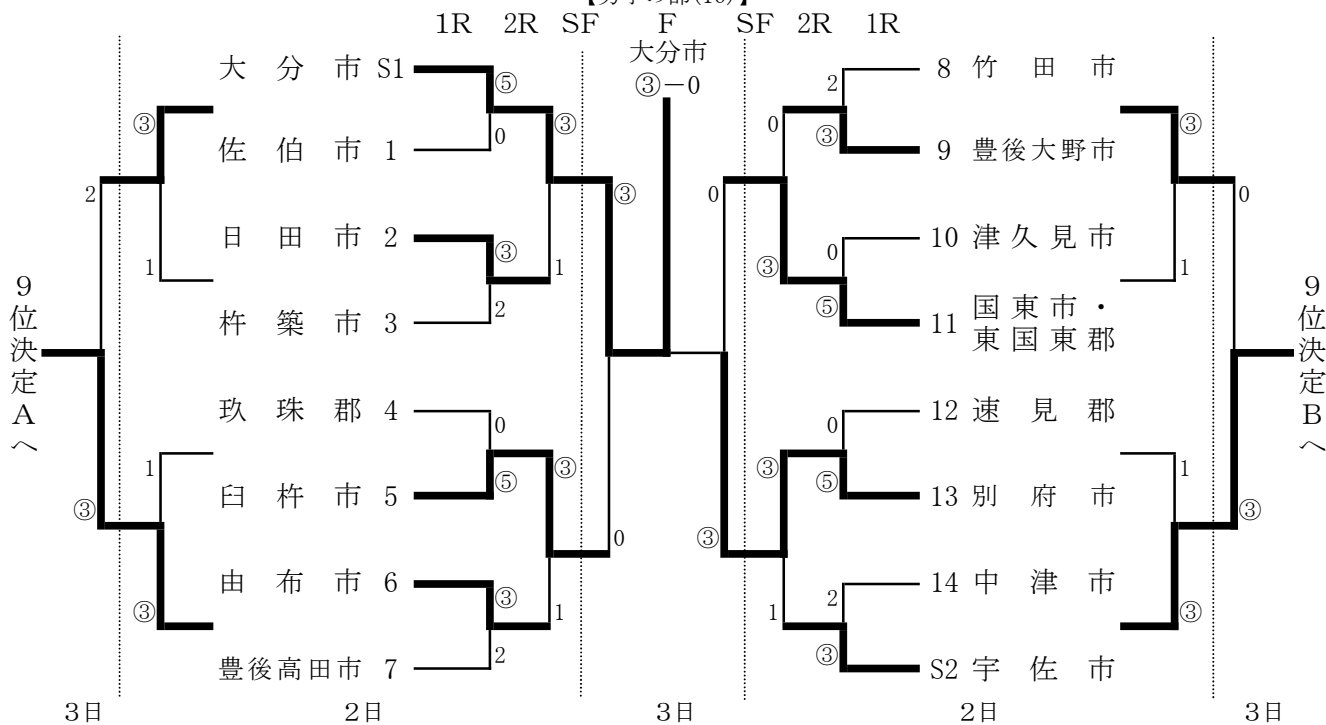 1R 2R SF F SF 2R 1R
大分市
③－0
大分市 S1
佐伯市 1
日田市 2
杵築市 3
玖珠郡 4
臼杵市 5
由布市 6
豊後高田市 7
⑤
0
③
2
0
⑤
③
2
③
1
③
1
③
0
③
1
1
③
2
③
9位決定Aへ
8 竹田市
9 豊後大野市
10 津久見市
11 国東市・
東国東郡
12 速見郡
13 別府市
14 中津市
S2 宇佐市
2
③
0
⑤
0
⑤
2
③
0
③
③
1
0
③
③
1
1
③
0
③
9位決定Bへ
3日 2日 3日 2日 3日